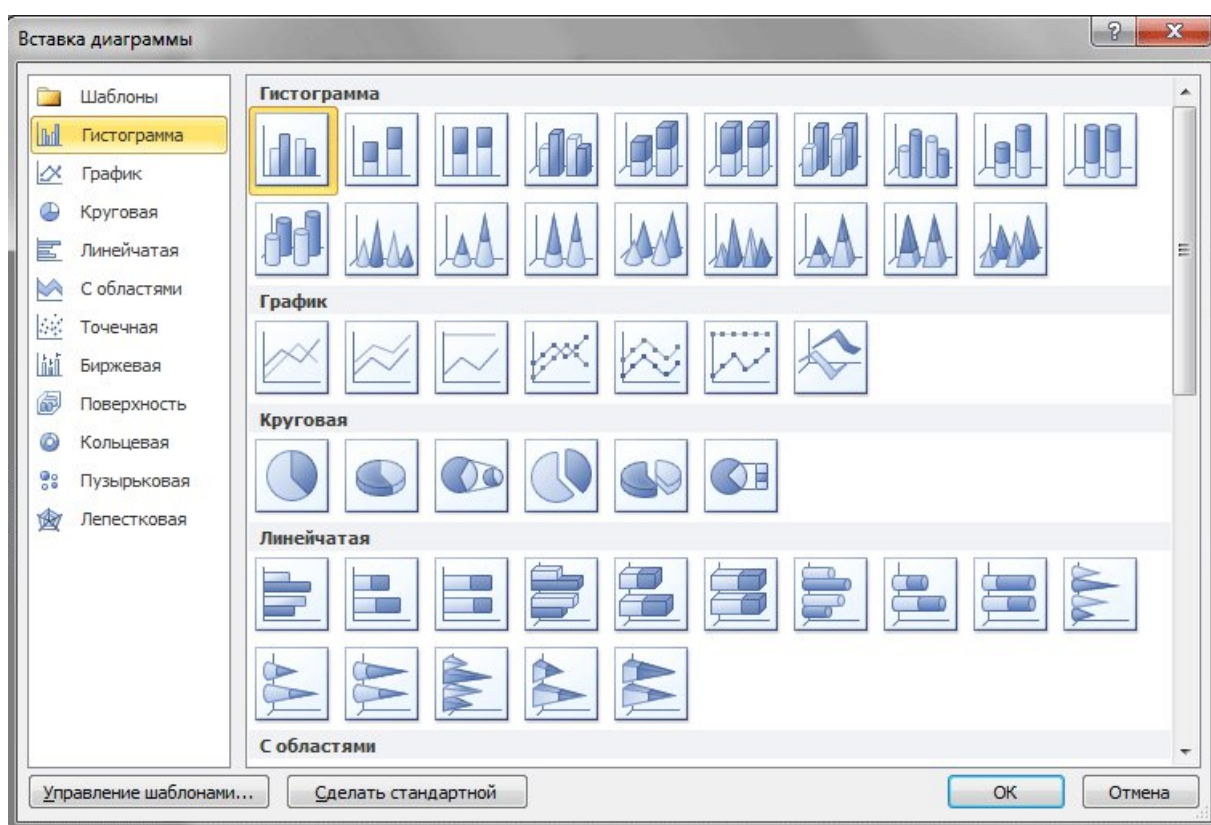 Вставка диаграммы
Шаблоны
Гистограмма
График
Круговая
Линейчатая
С областями
Точечная
Биржевая
Поверхность
Кольцевая
Пузырьковая
Лепестковая
Гистограмма
График
Круговая
Линейчатая
С областями
Управление шаблонами...
Сделать стандартной
ОК
Отмена